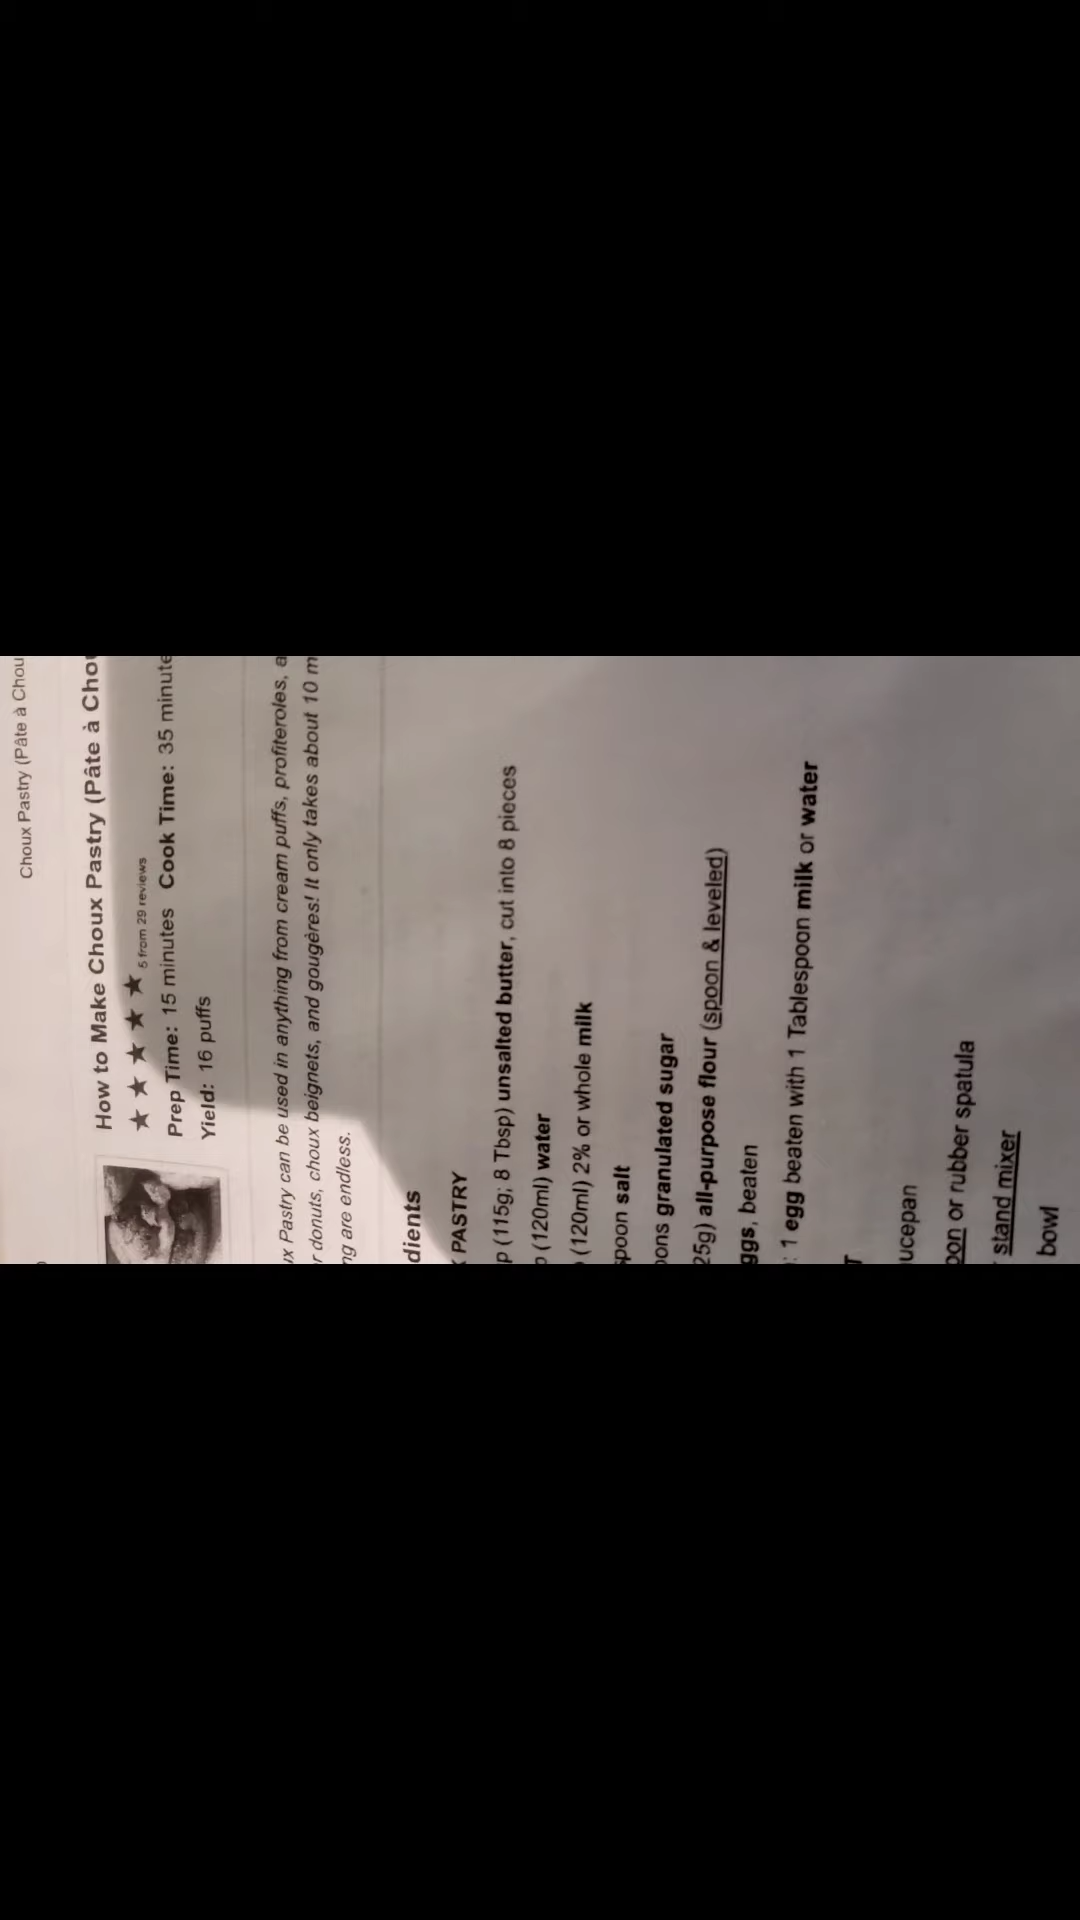 Choux Pastry (Pâte à Chou
How to Make Choux Pastry (Pâte à Chou
★ ★ ★ ★ ★ 5 from 29 reviews
Prep Time: 15 minutes Cook Time: 35 minute
Yield: 16 puffs
ux Pastry can be used in anything from cream puffs, profiteroles, a
r donuts, choux beignets, and gougères! It only takes about 10 m
ng are endless.
dients
PASTRY
p (115g; 8 Tbsp) unsalted butter, cut into 8 pieces
(120ml) water
(120ml) 2% or whole milk
poon salt
ons granulated sugar
25g) all-purpose flour (spoon & leveled)
ggs, beaten
: 1 egg beaten with 1 Tablespoon milk or water
T
ucepan
oon or rubber spatula
stand mixer
bowl